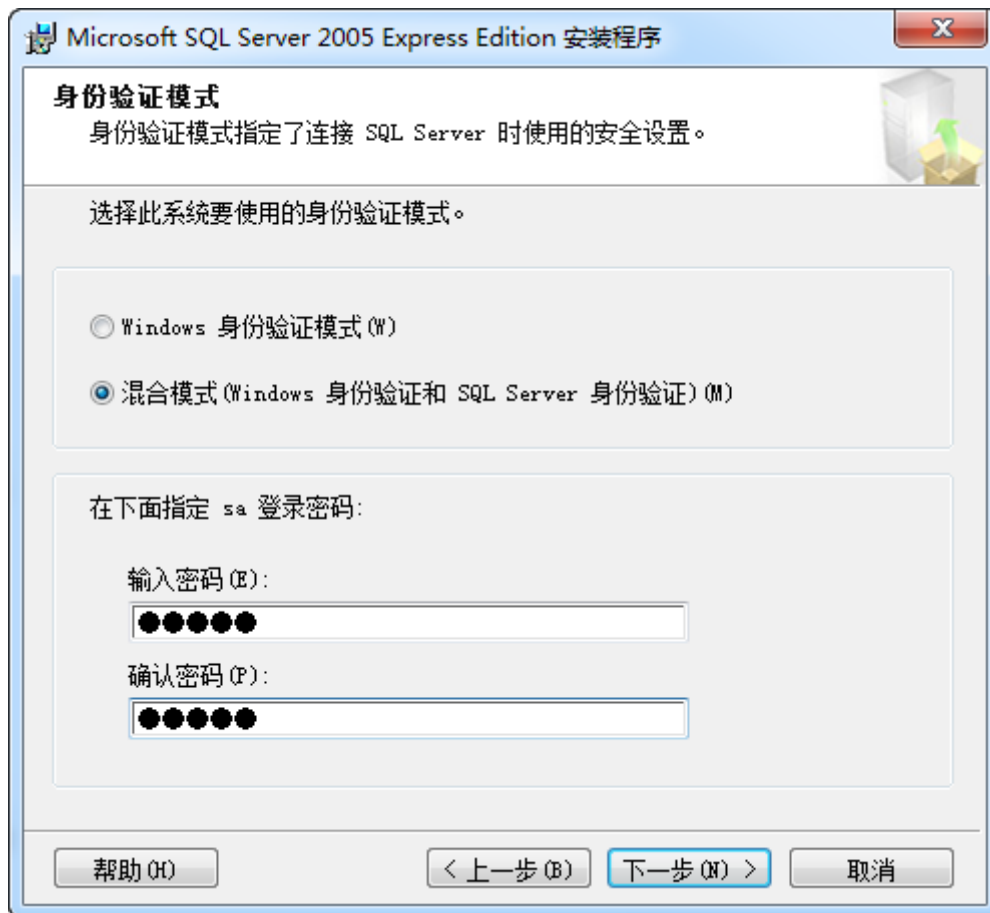 Microsoft SQL Server 2005 Express Edition 安装程序
身份验证模式
身份验证模式指定了连接 SQL Server 时使用的安全设置。
选择此系统要使用的身份验证模式。
Windows 身份验证模式(W)
混合模式(Windows 身份验证和 SQL Server 身份验证)(M)
在下面指定 sa 登录密码:
输入密码(E):
●●●●●
确认密码(P):
●●●●●
帮助(H) < 上一步(B) 下一步(N) > 取消